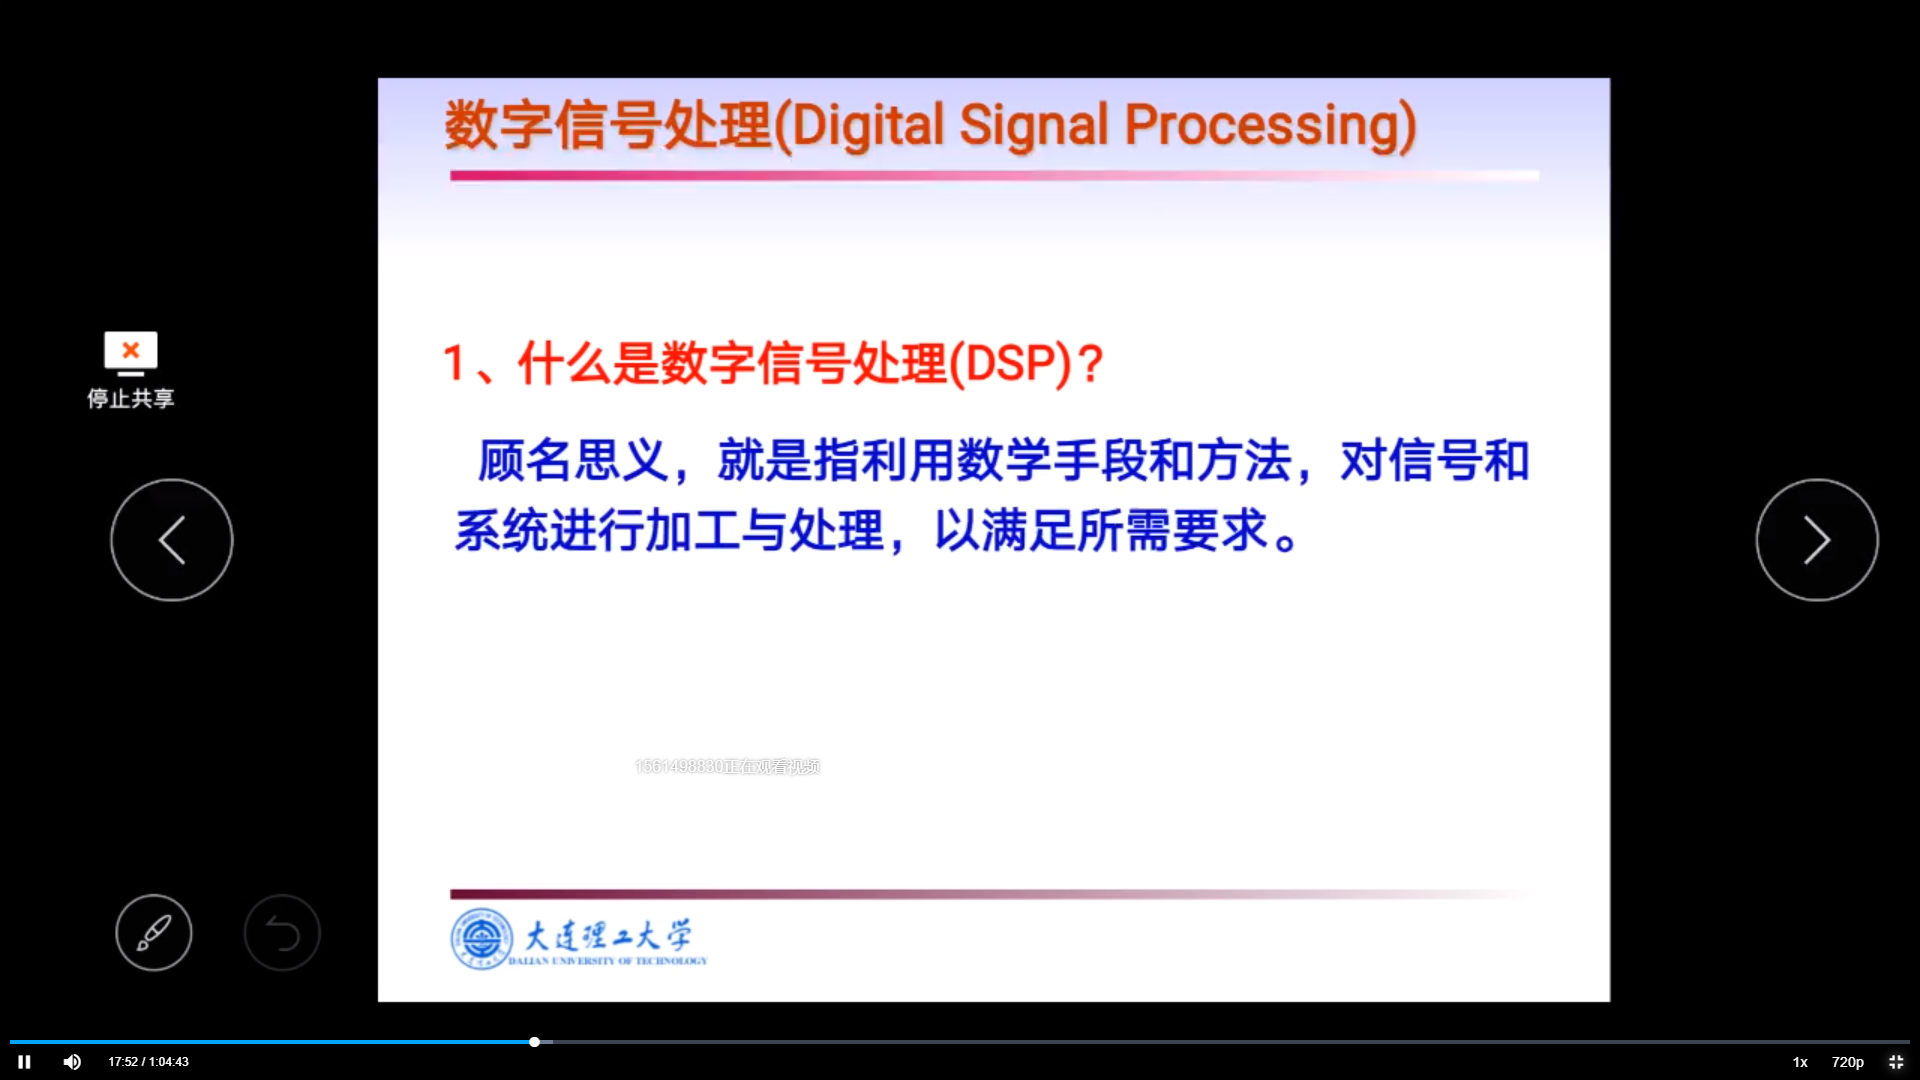 数字信号处理(Digital Signal Processing)
1、什么是数字信号处理(DSP)？
停止共享
顾名思义，就是指利用数学手段和方法，对信号和
系统进行加工与处理，以满足所需要求。
1561498830正在观看视频
大连理工大学
DALIAN UNIVERSITY OF TECHNOLOGY
17:52 / 1:04:43
1x
720p